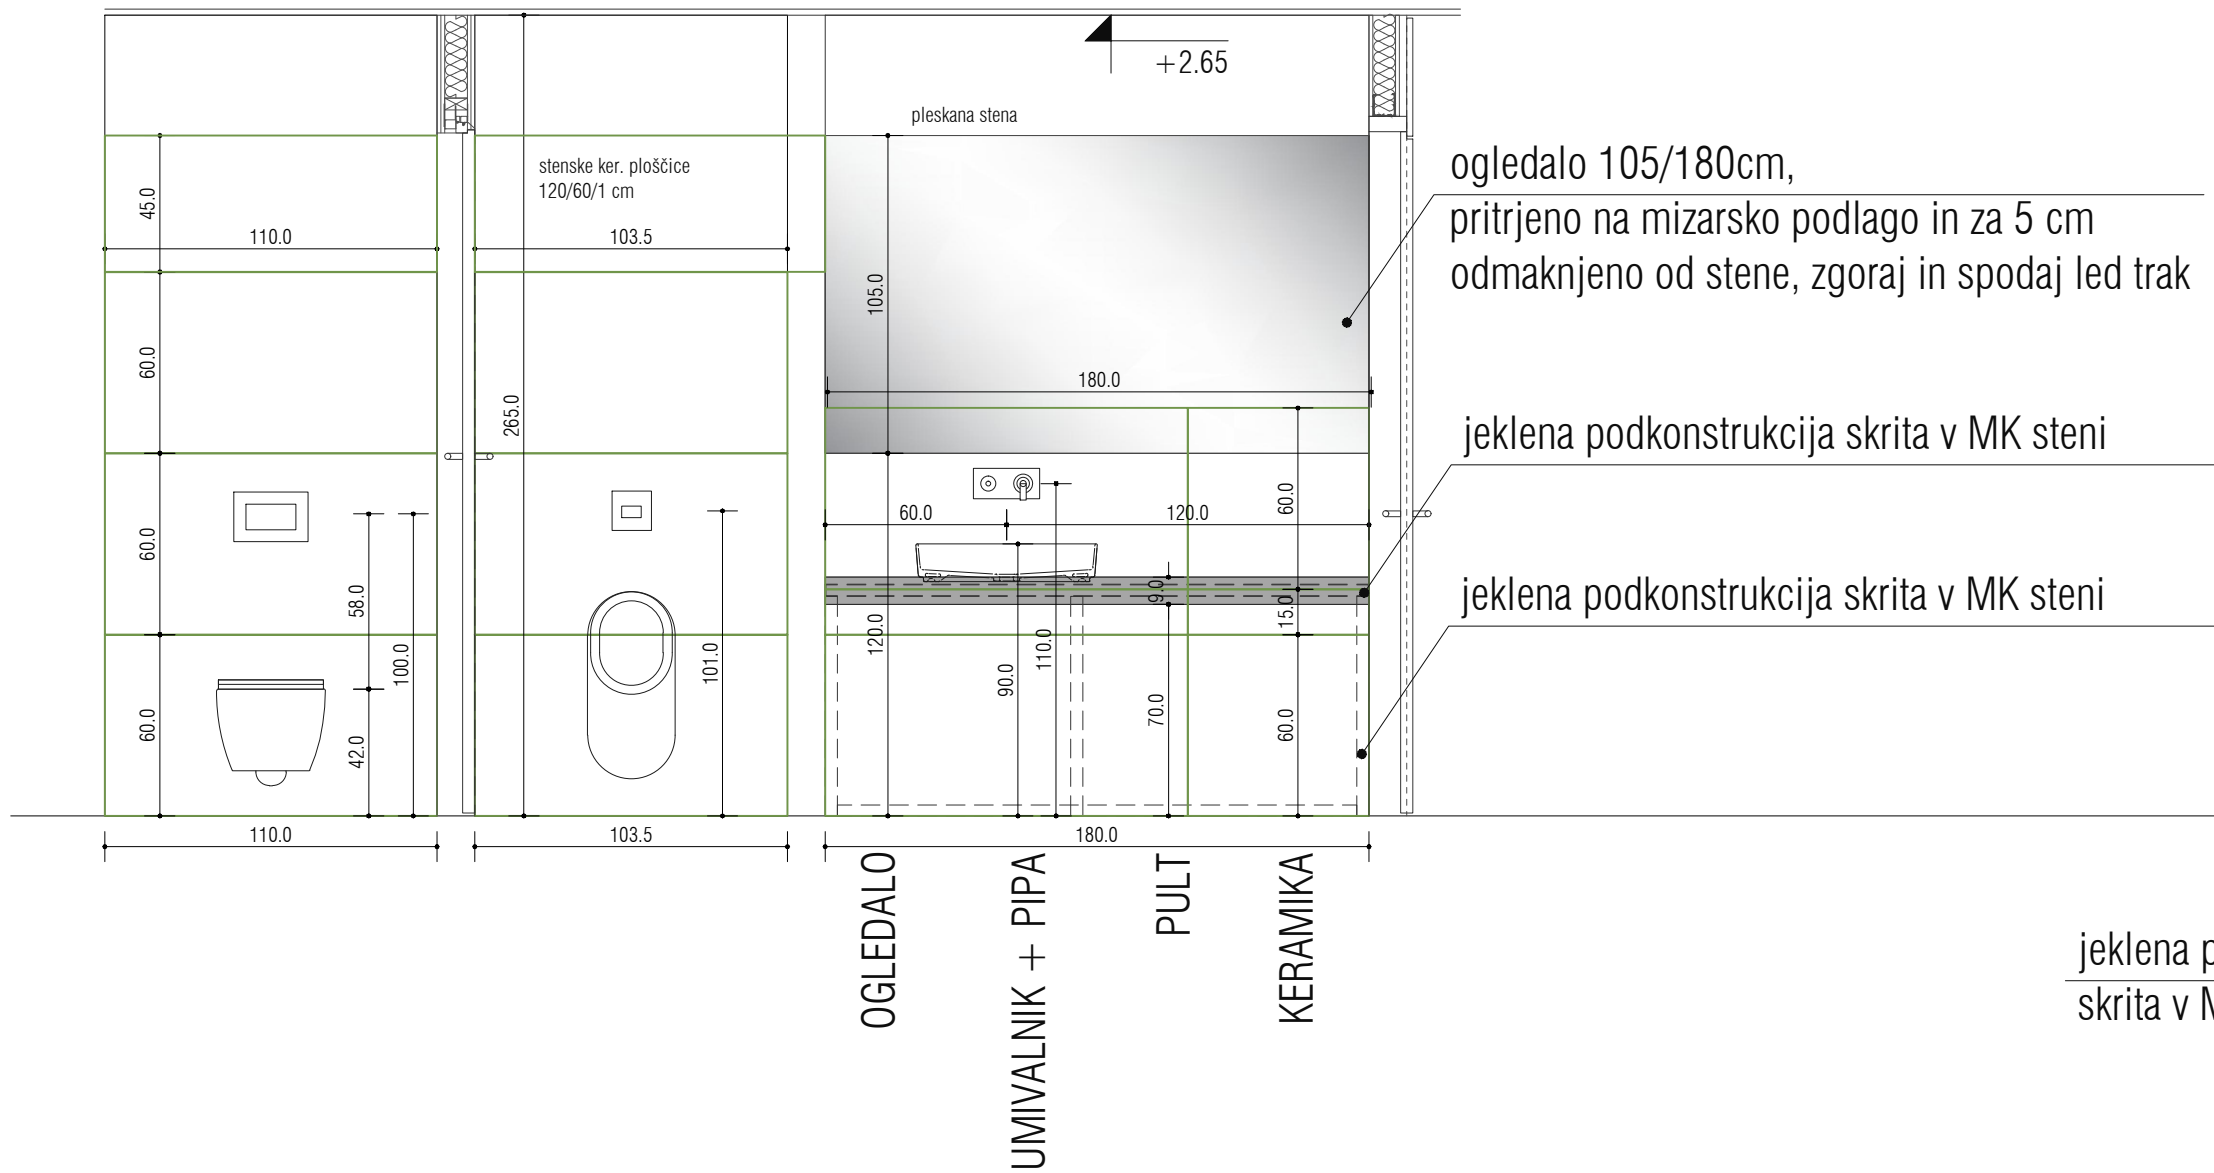 +2.65
pleskana stena
stenske ker. ploščice
120/60/1 cm
ogledalo 105/180cm,
pritrjeno na mizarsko podlago in za 5 cm
odmaknjeno od stene, zgoraj in spodaj led trak
45.0
110.0
103.5
105.0
60.0
265.0
180.0
jeklena podkonstrukcija skrita v MK steni
60.0
60.0
60.0
120.0
58.0
9.0
15.0
jeklena podkonstrukcija skrita v MK steni
120.0
110.0
100.0
101.0
90.0
70.0
60.0
60.0
42.0
110.0
103.5
180.0
OGLEDALO
UMIVALNIK + PIPA
PULT
KERAMIKA
jeklena p
skrita v M